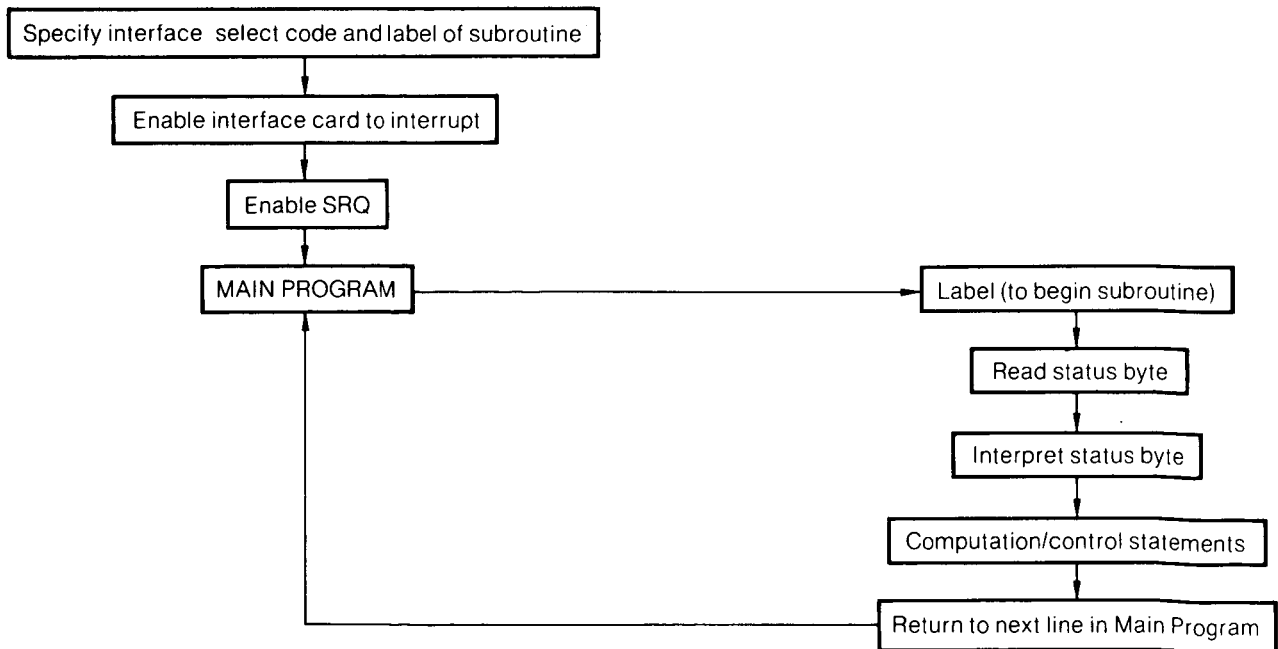 Specify interface select code and label of subroutine
Enable interface card to interrupt
Enable SRQ
MAIN PROGRAM
Label (to begin subroutine)
Read status byte
Interpret status byte
Computation/control statements
Return to next line in Main Program